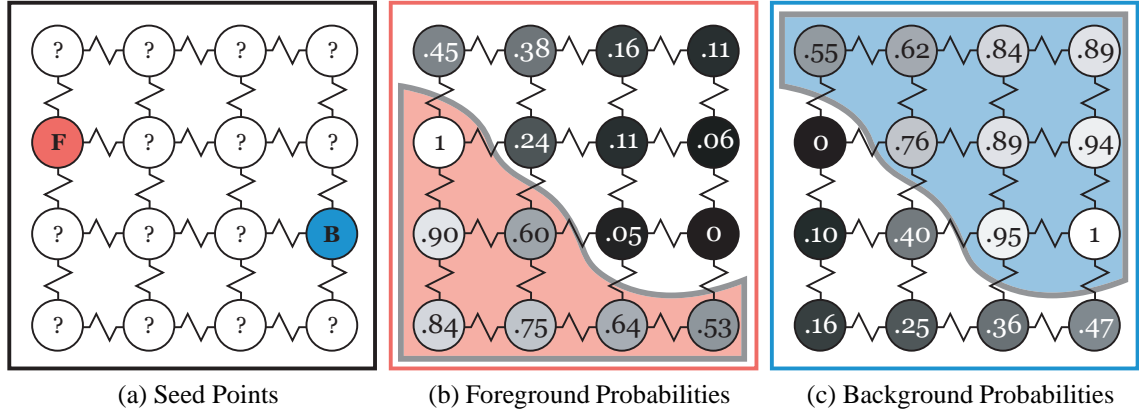 ? ? ? ?
F ? ? ?
? ? ? B
? ? ? ?
(a) Seed Points
.45 .38 .16 .11
1 .24 .11 .06
.90 .60 .05 0
.84 .75 .64 .53
(b) Foreground Probabilities
.55 .62 .84 .89
0 .76 .89 .94
.10 .40 .95 1
.16 .25 .36 .47
(c) Background Probabilities